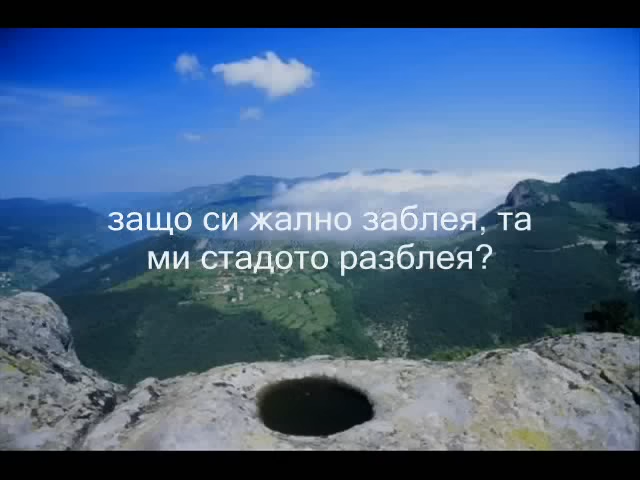 защо си жално заблея, та
ми стадото разблея?